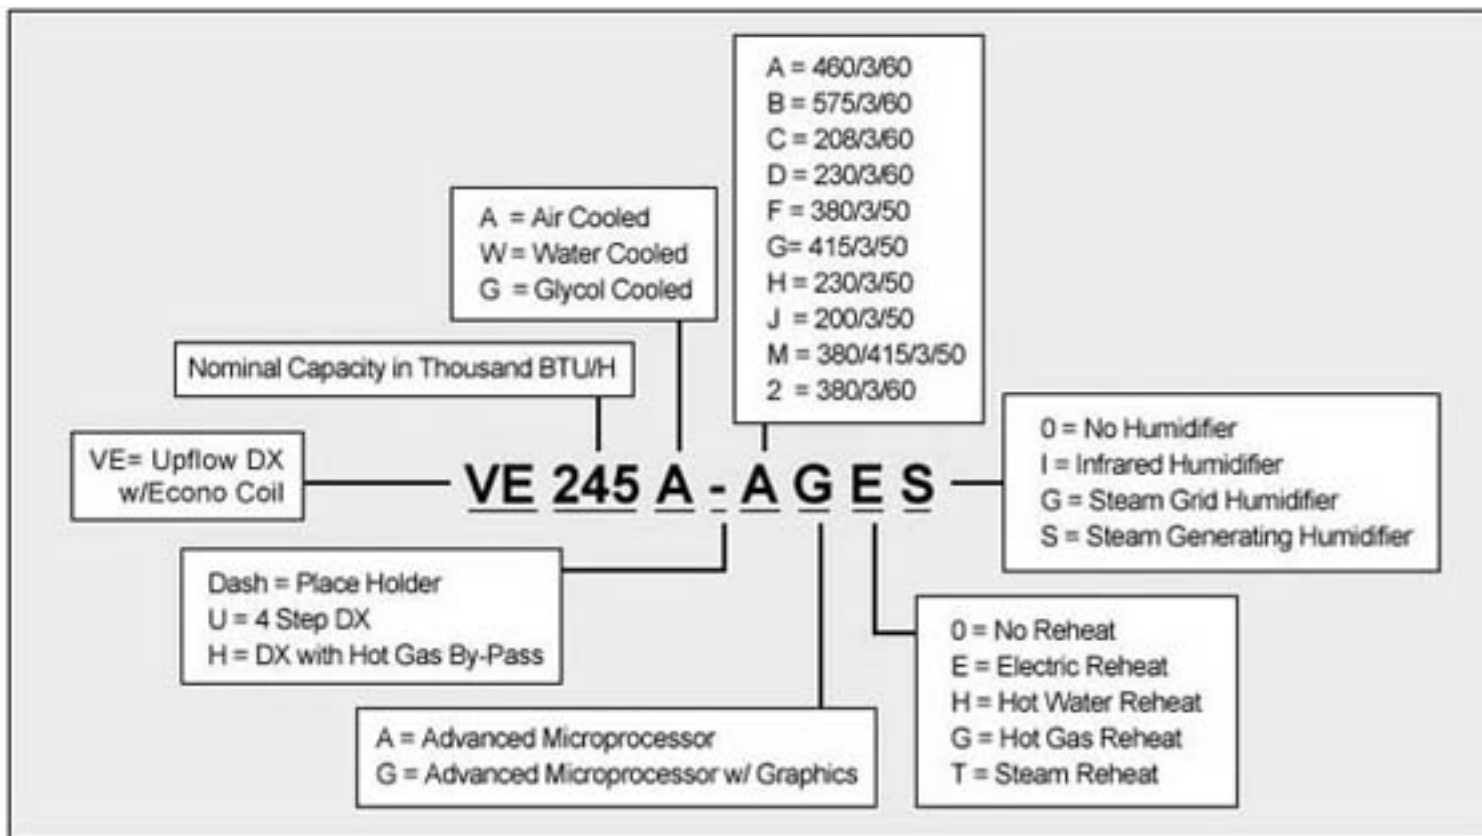 A = 460/3/60
B = 575/3/60
C = 208/3/60
D = 230/3/60
F = 380/3/50
G= 415/3/50
H = 230/3/50
J = 200/3/50
M = 380/415/3/50
2 = 380/3/60
A = Air Cooled
W = Water Cooled
G = Glycol Cooled
Nominal Capacity in Thousand BTU/H
VE= Upflow DX
w/Econo Coil
VE 245 A - A G E S
0 = No Humidifier
I = Infrared Humidifier
G = Steam Grid Humidifier
S = Steam Generating Humidifier
Dash = Place Holder
U = 4 Step DX
H = DX with Hot Gas By-Pass
0 = No Reheat
E = Electric Reheat
H = Hot Water Reheat
G = Hot Gas Reheat
T = Steam Reheat
A = Advanced Microprocessor
G = Advanced Microprocessor w/ Graphics